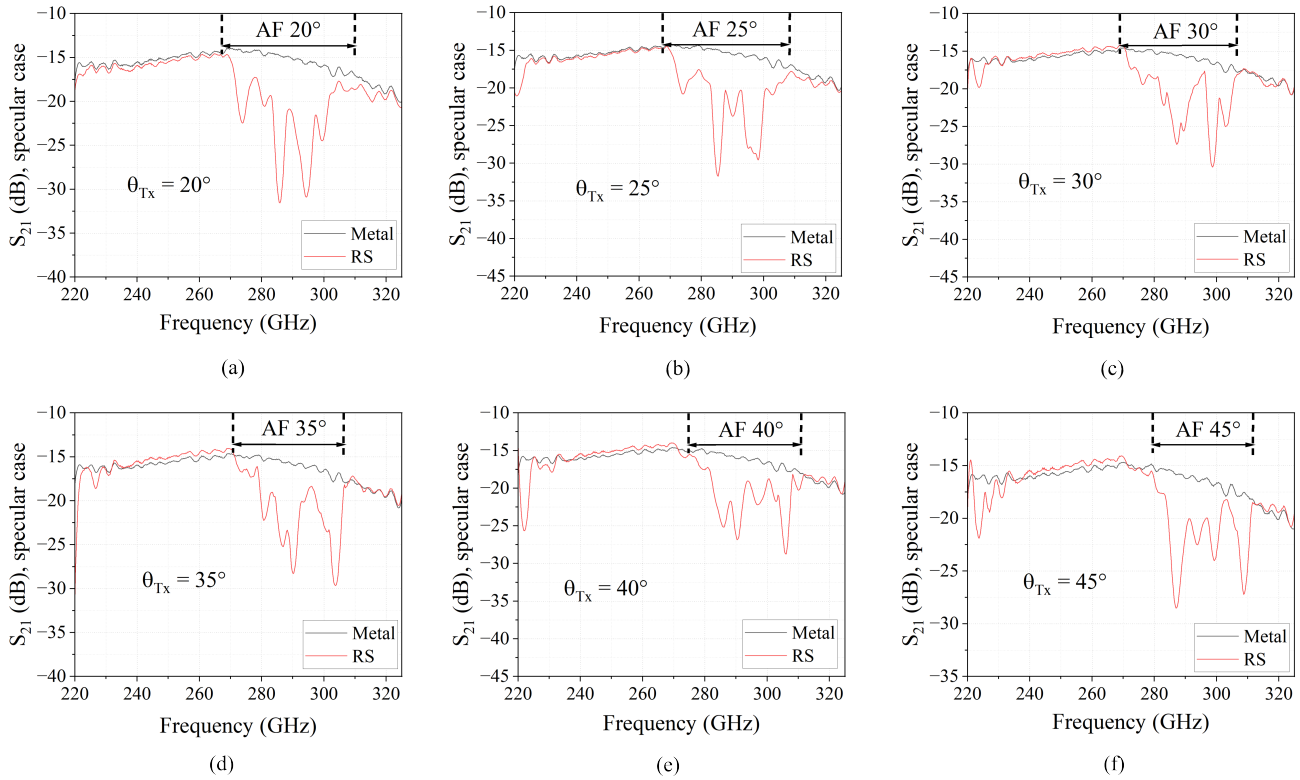 AF 20°
−10
−15
−20
−25
−30
−35
−40
S21 (dB), specular case
θTx = 20°
Metal
RS
220 240 260 280 300 320
Frequency (GHz)
(a)
AF 25°
−10
−15
−20
−25
−30
−35
−40
−45
S21 (dB), specular case
θTx = 25°
Metal
RS
220 240 260 280 300 320
Frequency (GHz)
(b)
AF 30°
−10
−15
−20
−25
−30
−35
−40
−45
S21 (dB), specular case
θTx = 30°
Metal
RS
220 240 260 280 300 320
Frequency (GHz)
(c)
AF 35°
−10
−15
−20
−25
−30
−35
−40
S21 (dB), specular case
θTx = 35°
Metal
RS
220 240 260 280 300 320
Frequency (GHz)
(d)
AF 40°
−10
−15
−20
−25
−30
−35
−40
−45
S21 (dB), specular case
θTx = 40°
Metal
RS
220 240 260 280 300 320
Frequency (GHz)
(e)
AF 45°
−10
−15
−20
−25
−30
−35
S21 (dB), specular case
θTx = 45°
Metal
RS
220 240 260 280 300 320
Frequency (GHz)
(f)